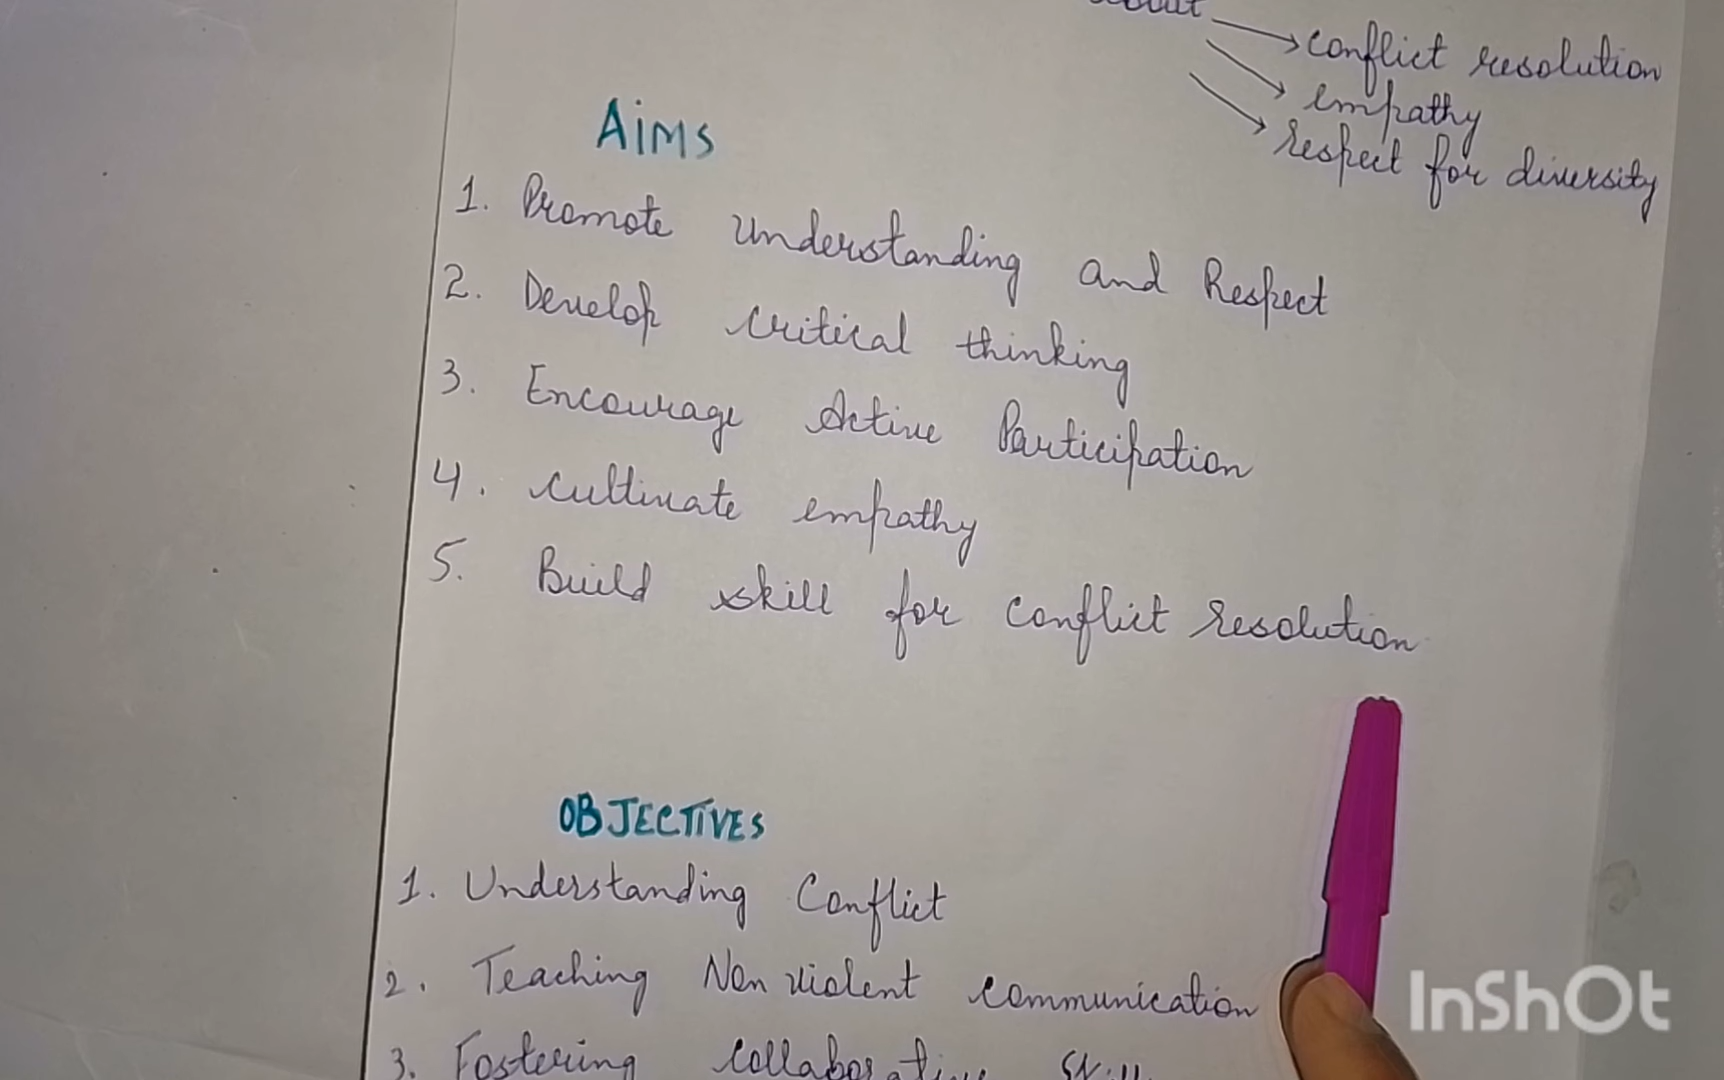 conflict resolution
empathy
respect for diversity
Aims
1. Promote understanding and Respect
2. Develop critical thinking
3. Encourage Active Participation
4. cultivate empathy
5. Build skill for conflict resolution
OBJECTIVES
1. Understanding Conflict
2. Teaching Non violent communication
3. Fostering collaborative
InShOt